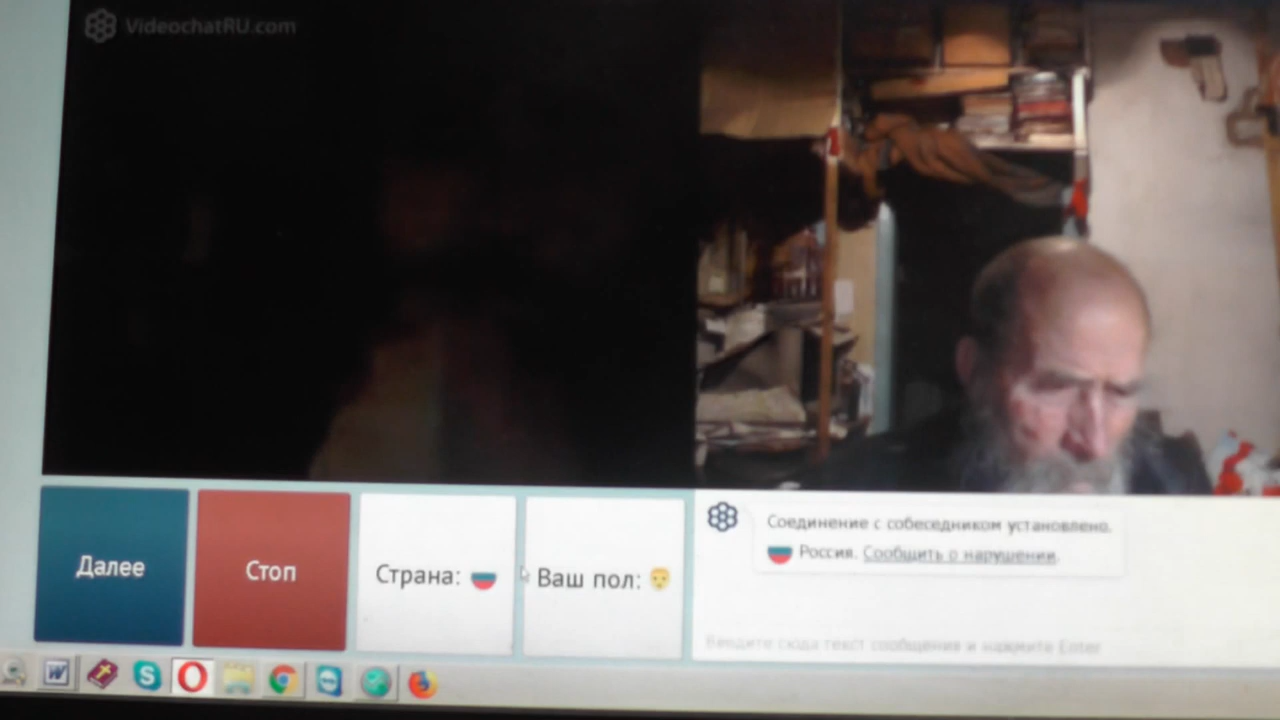 VideochatRU.com
Далее
Стоп
Страна:
Ваш пол:
Соединение с собеседником установлено.
Россия. Сообщить о нарушении.
Введите сюда текст сообщения и нажмите Enter